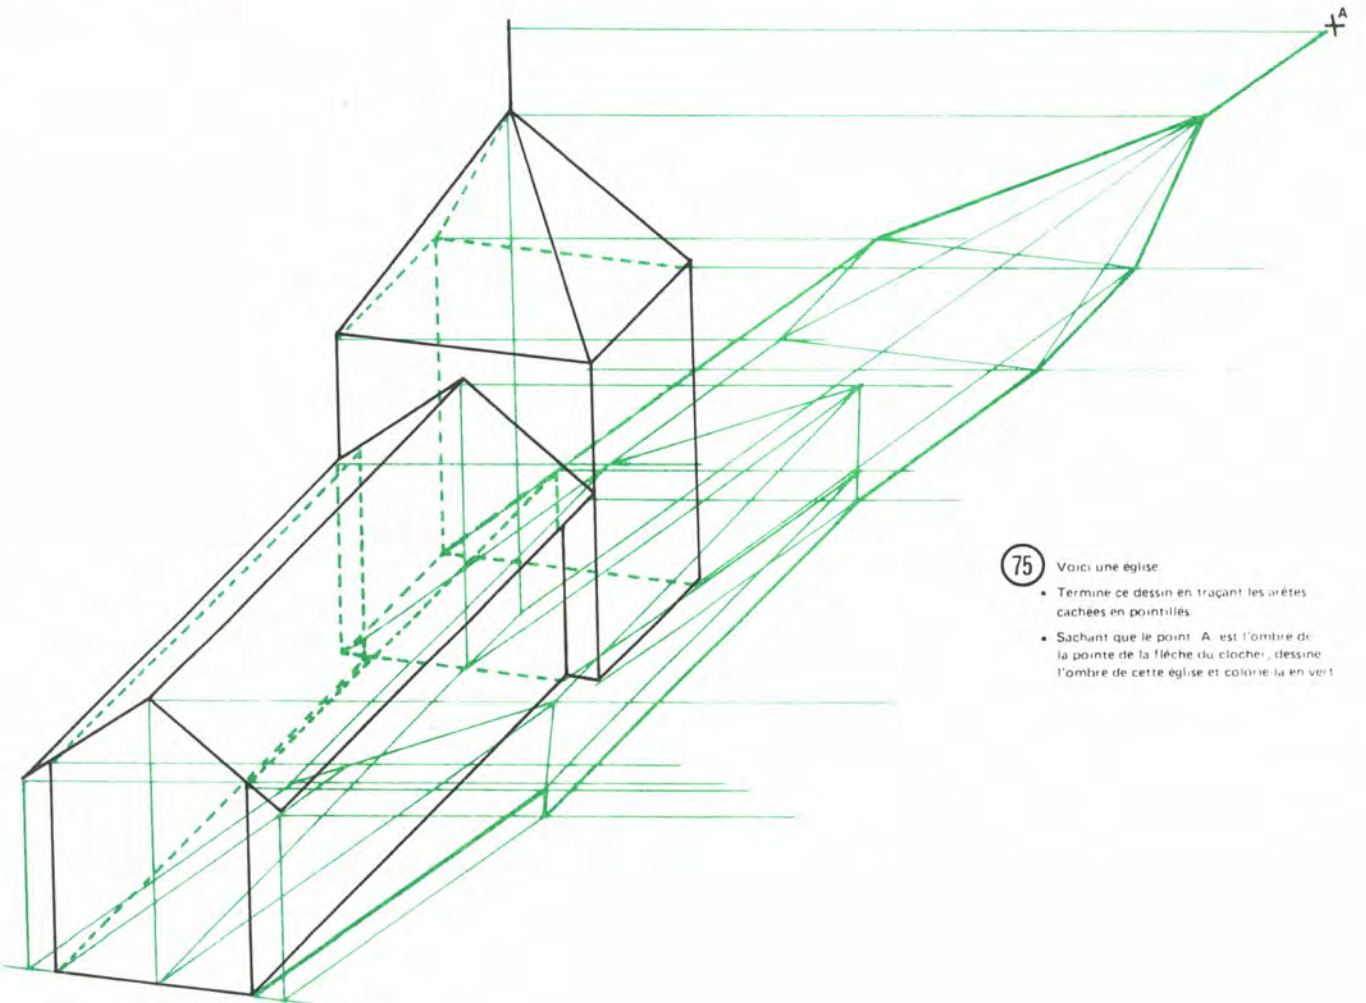 A
75 Voici une église.
• Termine ce dessin en traçant les arêtes
cachées en pointillés
• Sachant que le point A est l'ombre de
la pointe de la flèche du clocher, dessine
l'ombre de cette église et colorie-la en vert